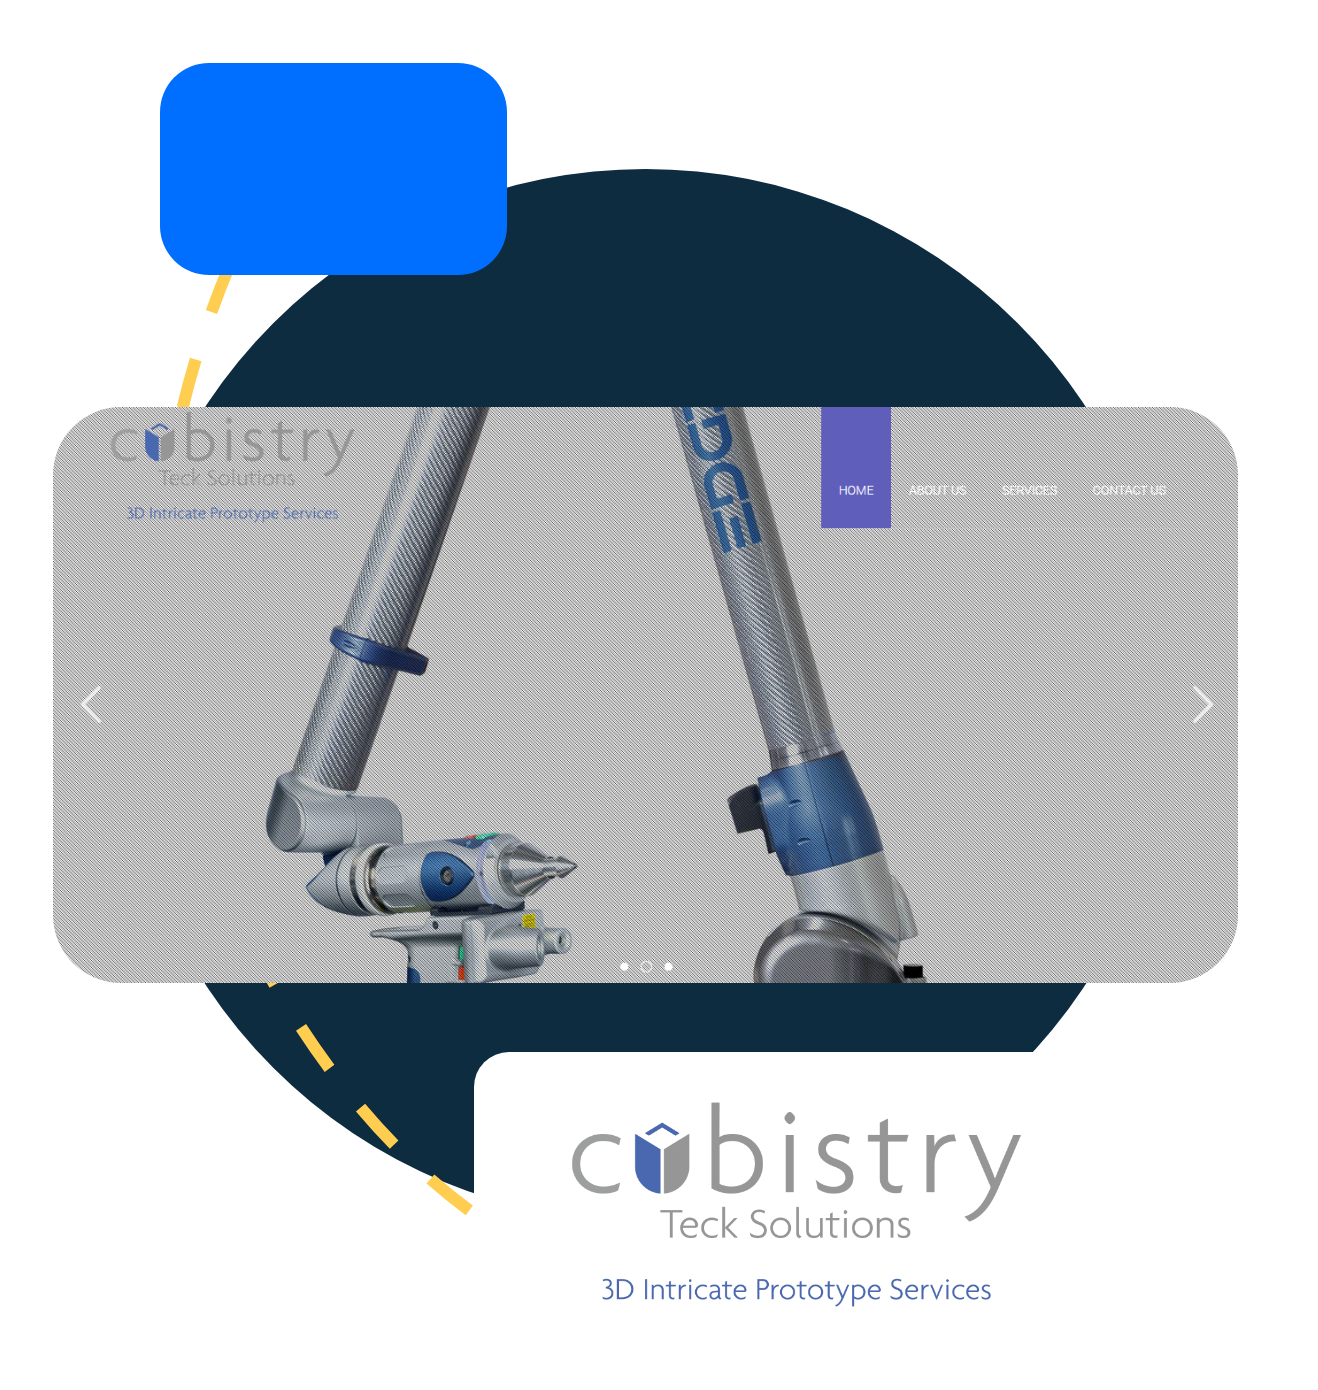 cubistry
Teck Solutions
3D Intricate Prototype Services
HOME ABOUT US SERVICES CONTACT US
EDGE
cubistry
Teck Solutions
3D Intricate Prototype Services